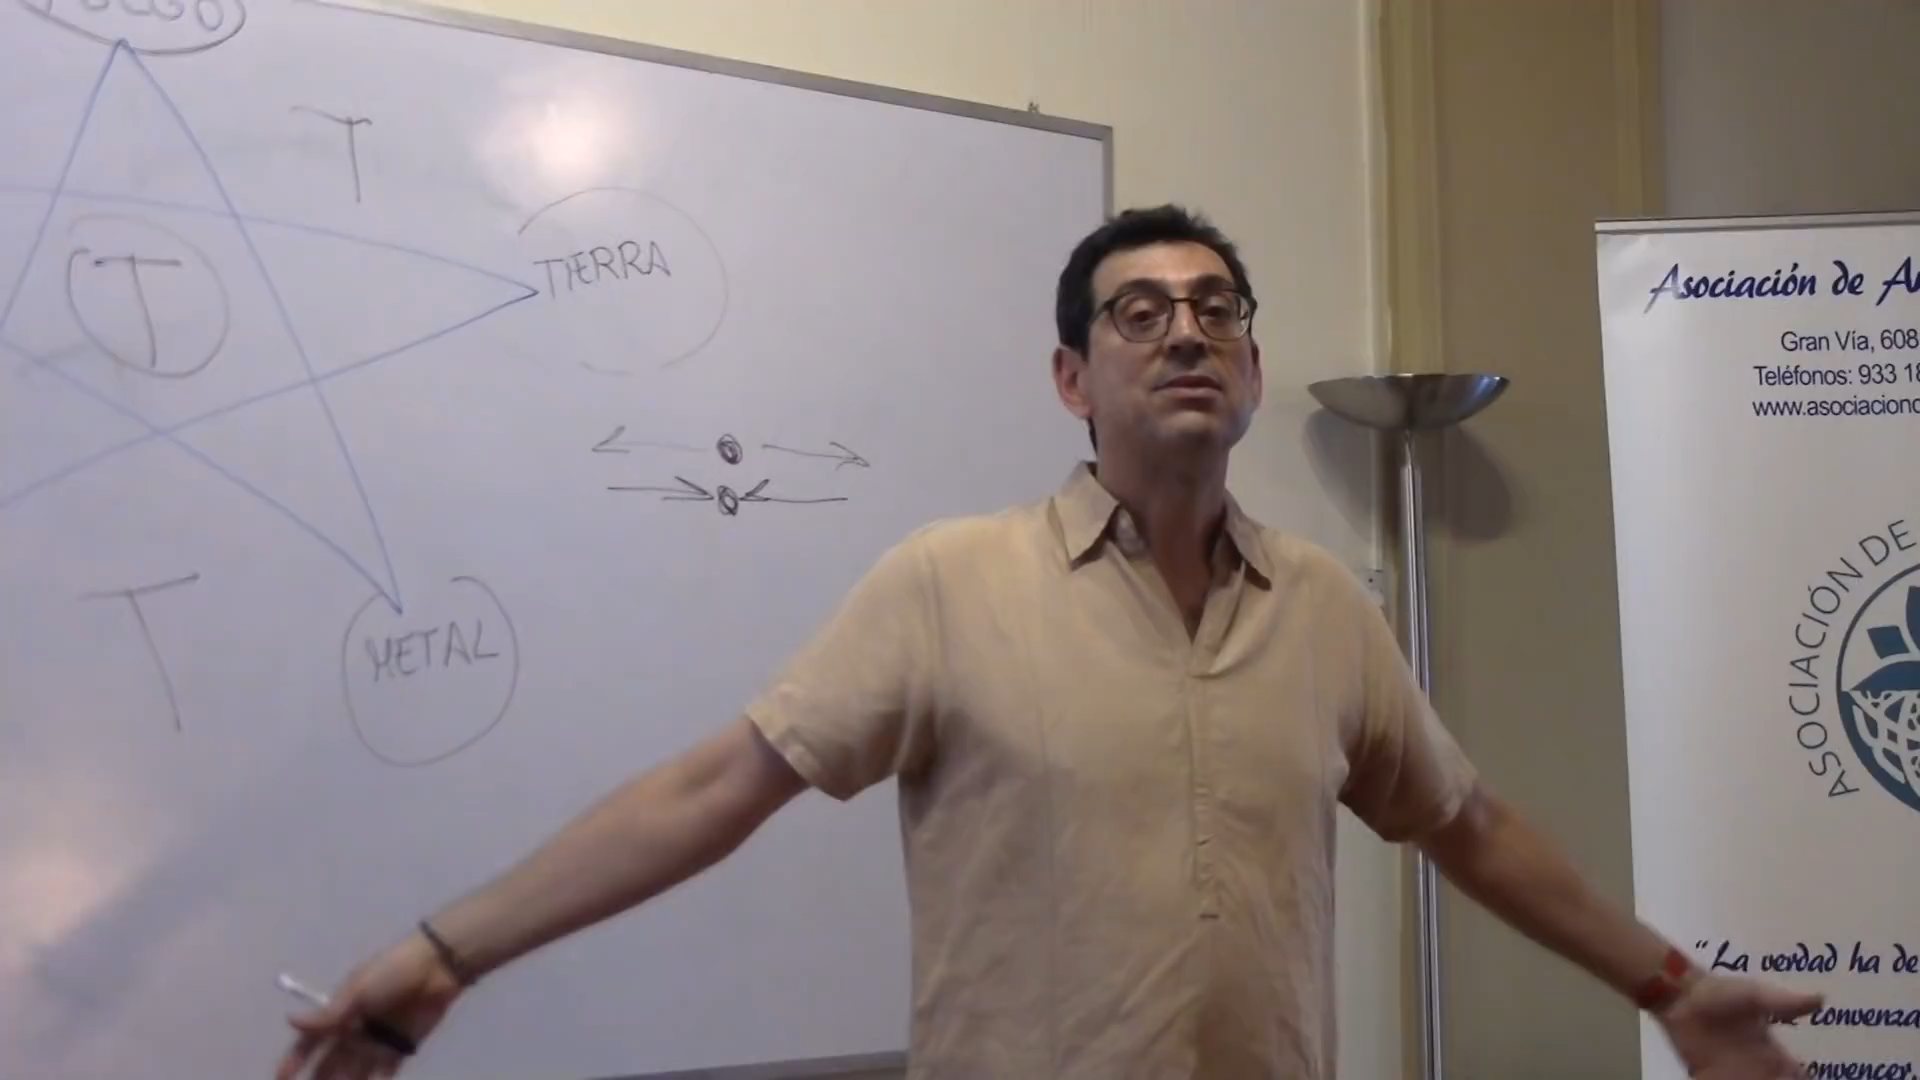 FUEGO
T
T
TIERRA
T
METAL
Asociación de
Gran Vía, 608
Teléfonos: 933 18
www.asociacion
ASOCIACIÓN DE
“La verdad ha de
convenza
convencer.